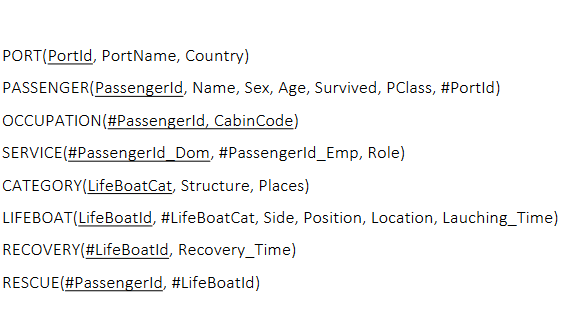 PORT(PortId, PortName, Country)
PASSENGER(PassengerId, Name, Sex, Age, Survived, PClass, #PortId)
OCCUPATION(#PassengerId, CabinCode)
SERVICE(#PassengerId_Dom, #PassengerId_Emp, Role)
CATEGORY(LifeBoatCat, Structure, Places)
LIFEBOAT(LifeBoatId, #LifeBoatCat, Side, Position, Location, Lauching_Time)
RECOVERY(#LifeBoatId, Recovery_Time)
RESCUE(#PassengerId, #LifeBoatId)